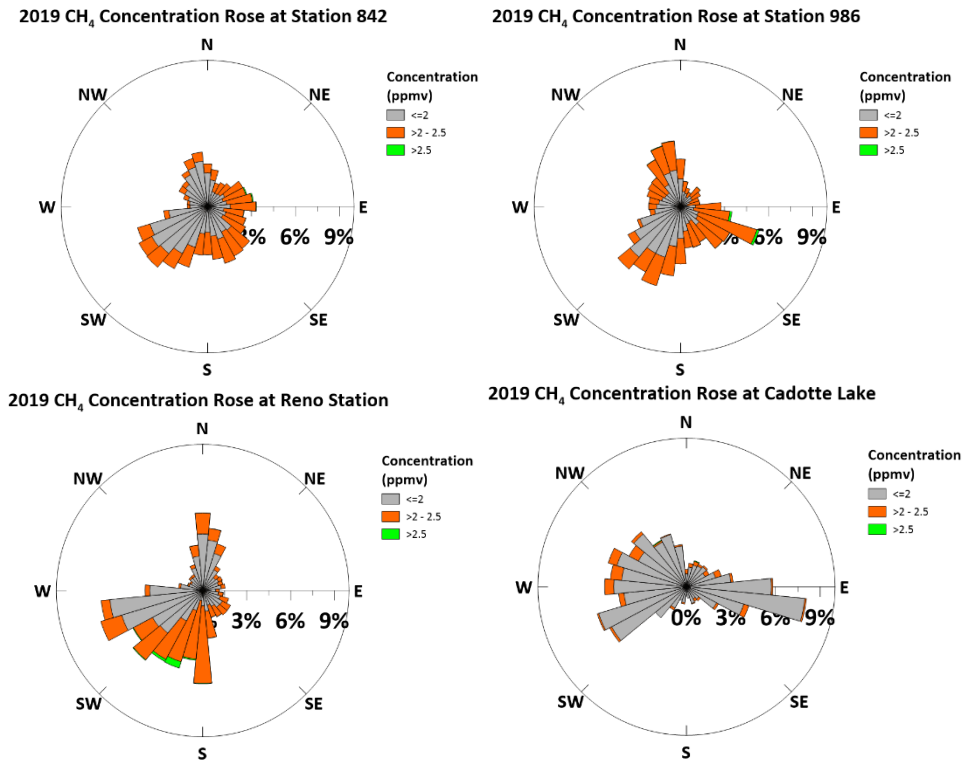 2019 CH₄ Concentration Rose at Station 842
N
NW
NE
W
E
3%
6%
9%
SW
SE
S
Concentration
(ppmv)
<=2
>2 - 2.5
>2.5
2019 CH₄ Concentration Rose at Station 986
N
NW
NE
W
E
%
6%
9%
SW
SE
S
Concentration
(ppmv)
<=2
>2 - 2.5
>2.5
2019 CH₄ Concentration Rose at Reno Station
N
NW
NE
W
E
%
3%
6%
9%
SW
SE
S
Concentration
(ppmv)
<=2
>2 - 2.5
>2.5
2019 CH₄ Concentration Rose at Cadotte Lake
N
NW
NE
W
E
0%
3%
6%
9%
SW
SE
S
Concentration
(ppmv)
<=2
>2 - 2.5
>2.5